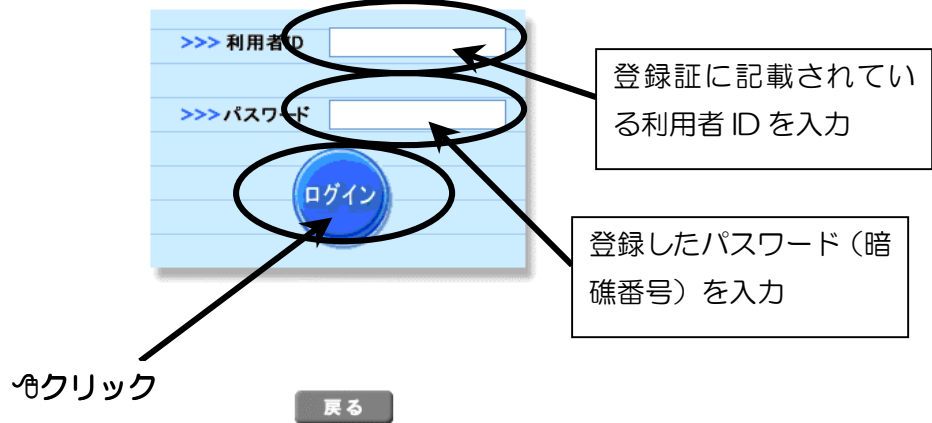 >>> 利用者ID
登録証に記載されてい
る利用者 ID を入力
>>>パスワード
ログイン
登録したパスワード（暗
礁番号）を入力
クリック
戻る